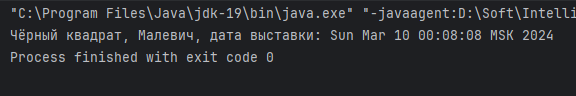 "C:\Program Files\Java\jdk-19\bin\java.exe" "-javaagent:D:\Soft\Intelli
Чёрный квадрат, Малевич, дата выставки: Sun Mar 10 00:08:08 MSK 2024
Process finished with exit code 0